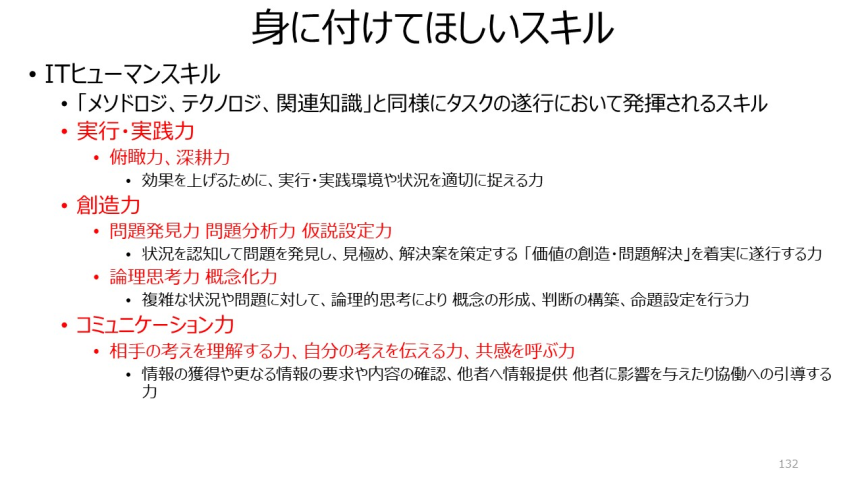 身に付けてほしいスキル
• ITヒューマンスキル
• 「メソドロジ、テクノロジ、関連知識」と同様にタスクの遂行において発揮されるスキル
• 実行・実践力
• 俯瞰力、深耕力
• 効果を上げるために、実行・実践環境や状況を適切に捉える力
• 創造力
• 問題発見力 問題分析力 仮説設定力
• 状況を認知して問題を発見し、見極め、解決案を策定する 「価値の創造・問題解決」を着実に遂行する力
• 論理思考力 概念化力
• 複雑な状況や問題に対して、論理的思考により 概念の形成、判断の構築、命題設定を行う力
• コミュニケーション力
• 相手の考えを理解する力、自分の考えを伝える力、共感を呼ぶ力
• 情報の獲得や更なる情報の要求や内容の確認、他者へ情報提供 他者に影響を与えたり協働への引導する
力
132